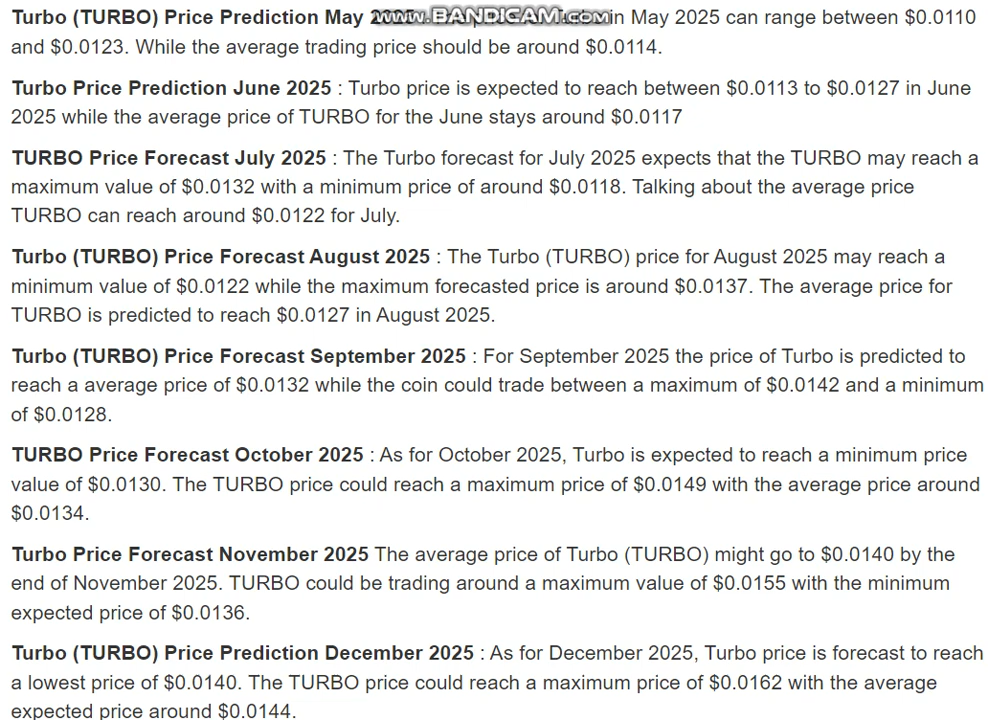 Turbo (TURBO) Price Prediction May in May 2025 can range between $0.0110
www.BANDICAM.com
and $0.0123. While the average trading price should be around $0.0114.
Turbo Price Prediction June 2025 : Turbo price is expected to reach between $0.0113 to $0.0127 in June
2025 while the average price of TURBO for the June stays around $0.0117
TURBO Price Forecast July 2025 : The Turbo forecast for July 2025 expects that the TURBO may reach a
maximum value of $0.0132 with a minimum price of around $0.0118. Talking about the average price
TURBO can reach around $0.0122 for July.
Turbo (TURBO) Price Forecast August 2025 : The Turbo (TURBO) price for August 2025 may reach a
minimum value of $0.0122 while the maximum forecasted price is around $0.0137. The average price for
TURBO is predicted to reach $0.0127 in August 2025.
Turbo (TURBO) Price Forecast September 2025 : For September 2025 the price of Turbo is predicted to
reach a average price of $0.0132 while the coin could trade between a maximum of $0.0142 and a minimum
of $0.0128.
TURBO Price Forecast October 2025 : As for October 2025, Turbo is expected to reach a minimum price
value of $0.0130. The TURBO price could reach a maximum price of $0.0149 with the average price around
$0.0134.
Turbo Price Forecast November 2025 The average price of Turbo (TURBO) might go to $0.0140 by the
end of November 2025. TURBO could be trading around a maximum value of $0.0155 with the minimum
expected price of $0.0136.
Turbo (TURBO) Price Prediction December 2025 : As for December 2025, Turbo price is forecast to reach
a lowest price of $0.0140. The TURBO price could reach a maximum price of $0.0162 with the average
expected price around $0.0144.